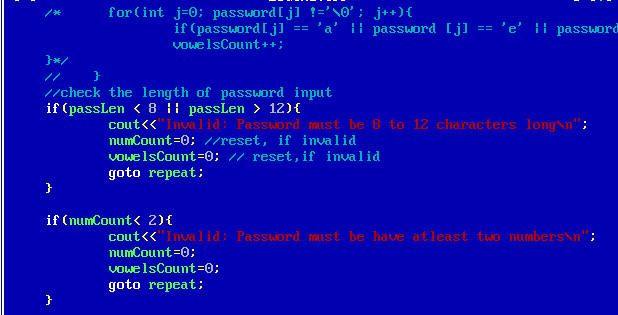 /*      for(int j=0; password[j] !='\0'; j++){
if(password[j] == 'a' || password [j] == 'e' || password
vowelsCount++;
}*/
//    }
//check the length of password input
if(passLen < 8 || passLen > 12){
cout<<"Invalid: Password must be 8 to 12 characters long\n";
numCount=0; //reset, if invalid
vowelsCount=0; // reset,if invalid
goto repeat;
}
if(numCount< 2){
cout<<"Invalid: Password must be have atleast two numbers\n";
numCount=0;
vowelsCount=0;
goto repeat;
}